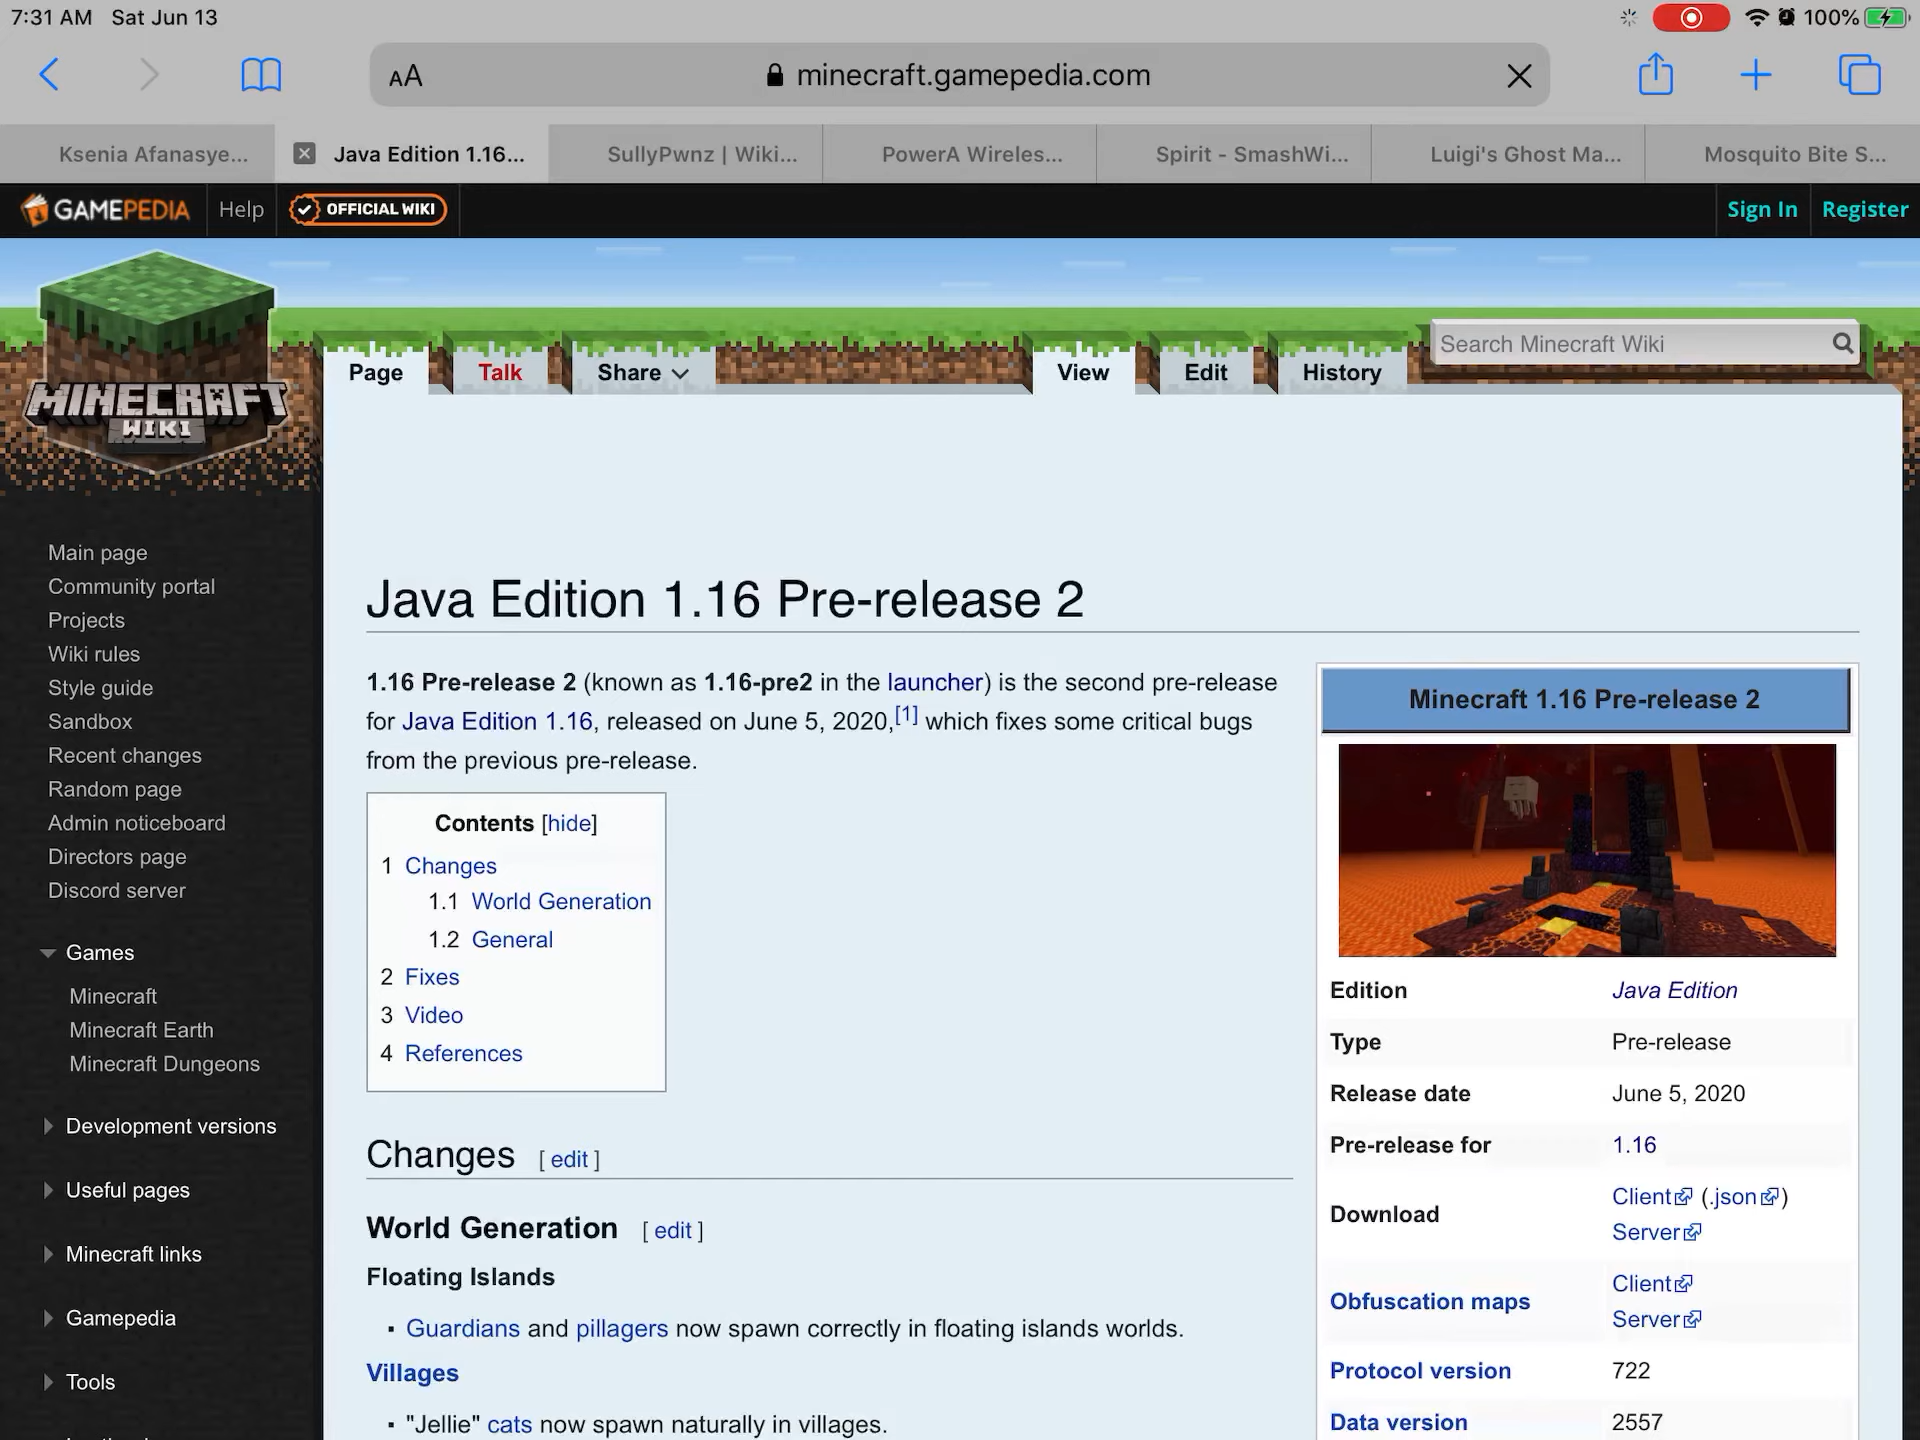 7:31 AM Sat Jun 13
100%
AA
minecraft.gamepedia.com
Ksenia Afanasye...
Java Edition 1.16...
SullyPwnz | Wiki...
PowerA Wireles...
Spirit - SmashWi...
Luigi's Ghost Ma...
Mosquito Bite S...
GAMEPEDIA
Help
OFFICIAL WIKI
Sign In
Register
MINECRAFT
WIKI
Page
Talk
Share
View
Edit
History
Search Minecraft Wiki
Main page
Community portal
Projects
Wiki rules
Style guide
Sandbox
Recent changes
Random page
Admin noticeboard
Directors page
Discord server
Games
Minecraft
Minecraft Earth
Minecraft Dungeons
Development versions
Useful pages
Minecraft links
Gamepedia
Tools
Java Edition 1.16 Pre-release 2
1.16 Pre-release 2 (known as 1.16-pre2 in the launcher) is the second pre-release
for Java Edition 1.16, released on June 5, 2020,[1] which fixes some critical bugs
from the previous pre-release.
Contents [hide]
1 Changes
1.1 World Generation
1.2 General
2 Fixes
3 Video
4 References
Changes [ edit ]
World Generation [ edit ]
Floating Islands
▪ Guardians and pillagers now spawn correctly in floating islands worlds.
Villages
▪ "Jellie" cats now spawn naturally in villages.
Minecraft 1.16 Pre-release 2
Edition Java Edition
Type Pre-release
Release date June 5, 2020
Pre-release for 1.16
Download Client (.json)
Server
Obfuscation maps Client
Server
Protocol version 722
Data version 2557